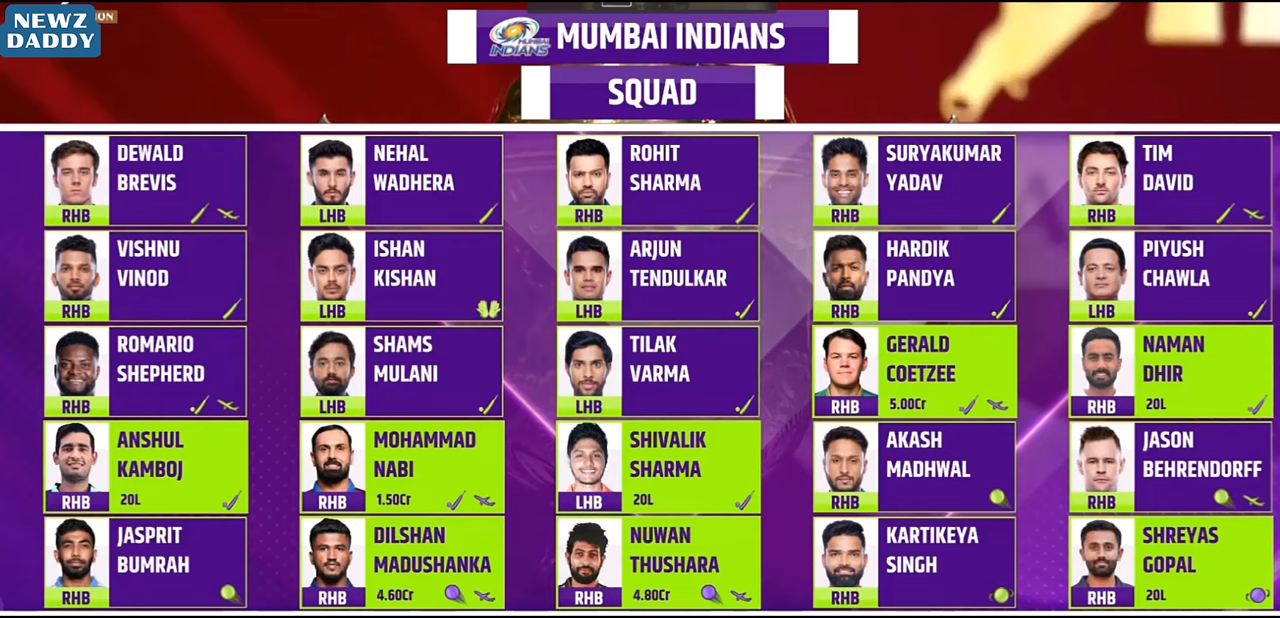 NEWZ
DADDY
ON
MUMBAI
INDIANS
MUMBAI INDIANS
SQUAD
DEWALD
BREVIS
RHB
NEHAL
WADHERA
LHB
ROHIT
SHARMA
RHB
SURYAKUMAR
YADAV
RHB
TIM
DAVID
RHB
VISHNU
VINOD
RHB
ISHAN
KISHAN
LHB
ARJUN
TENDULKAR
LHB
HARDIK
PANDYA
RHB
PIYUSH
CHAWLA
LHB
ROMARIO
SHEPHERD
RHB
SHAMS
MULANI
LHB
TILAK
VARMA
LHB
GERALD
COETZEE
RHB 5.00Cr
NAMAN
DHIR
RHB 20L
ANSHUL
KAMBOJ
RHB 20L
MOHAMMAD
NABI
RHB 1.50Cr
SHIVALIK
SHARMA
LHB 20L
AKASH
MADHWAL
RHB
JASON
BEHRENDORFF
RHB
JASPRIT
BUMRAH
RHB
DILSHAN
MADUSHANKA
RHB 4.60Cr
NUWAN
THUSHARA
RHB 4.80Cr
KARTIKEYA
SINGH
RHB
SHREYAS
GOPAL
RHB 20L